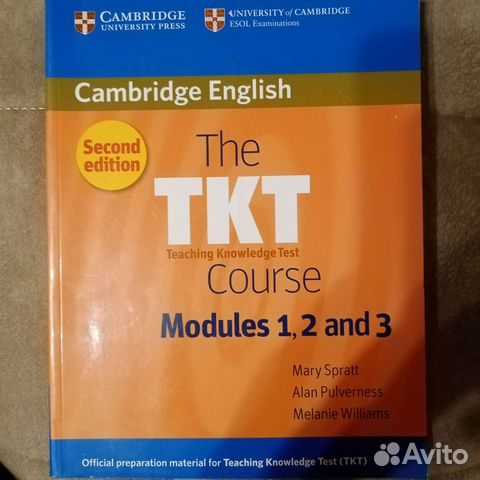 CAMBRIDGE
UNIVERSITY PRESS
UNIVERSITY of CAMBRIDGE
ESOL Examinations
Cambridge English
Second
edition
The
TKT
Teaching Knowledge Test
Course
Modules 1, 2 and 3
Mary Spratt
Alan Pulverness
Melanie Williams
Official preparation material for Teaching Knowledge Test (TKT)
Avito